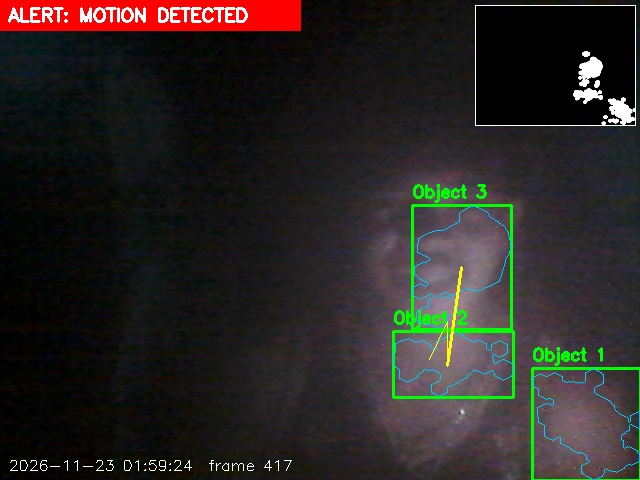 ALERT: MOTION DETECTED
Object 3
Object 2
Object 1
2026-11-23 01:59:24 frame 417